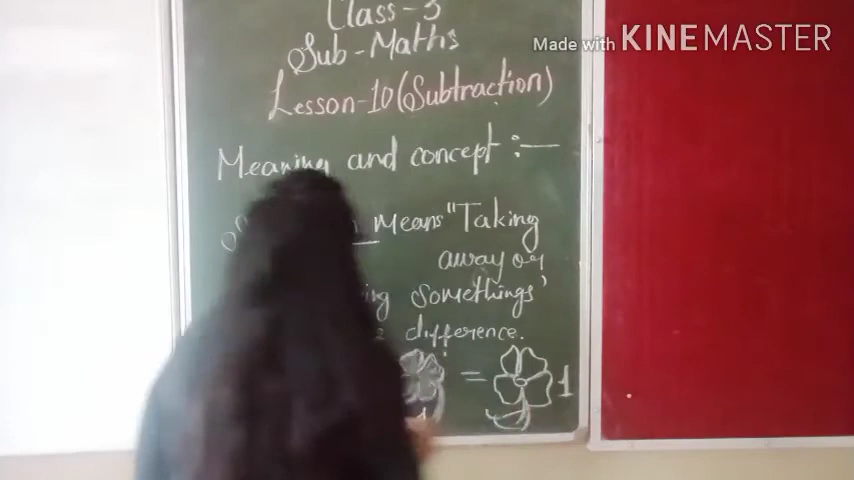 Class-3
Sub-Maths
Made with KINEMASTER
Lesson-10(Subtraction)
Meaning and concept :—
Means "Taking
away or
Somethings'
difference.
= 1